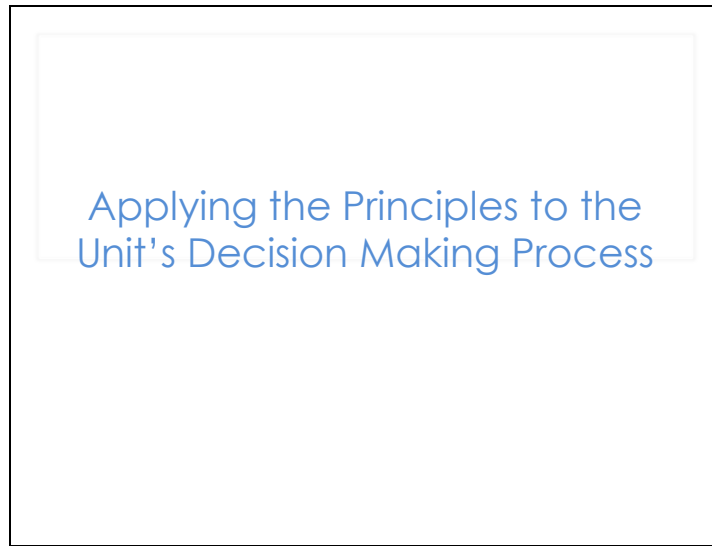 Applying the Principles to the
Unit’s Decision Making Process